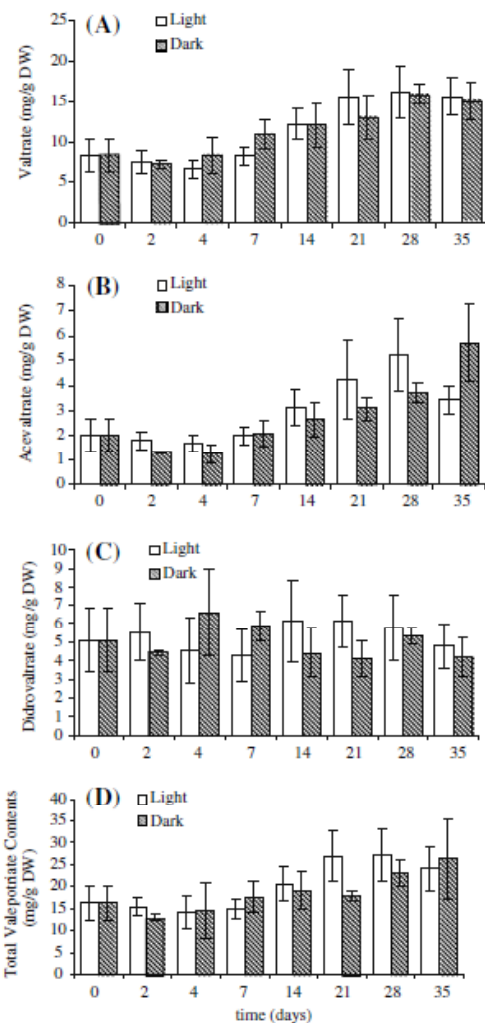 (A)
Light
Dark
Valtrate (mg/g DW)
25
20
15
10
5
0
0 2 4 7 14 21 28 35
(B)
Light
Dark
Acevaltrate (mg/g DW)
8
7
6
5
4
3
2
1
0
0 2 4 7 14 21 28 35
(C)
Light
Dark
Didrovaltrate (mg/g DW)
10
9
8
7
6
5
4
3
2
1
0
0 2 4 7 14 21 28 35
(D)
Light
Dark
Total Valepotriate Contents
(mg/g DW)
40
35
30
25
20
15
10
5
0
0 2 4 7 14 21 28 35
time (days)